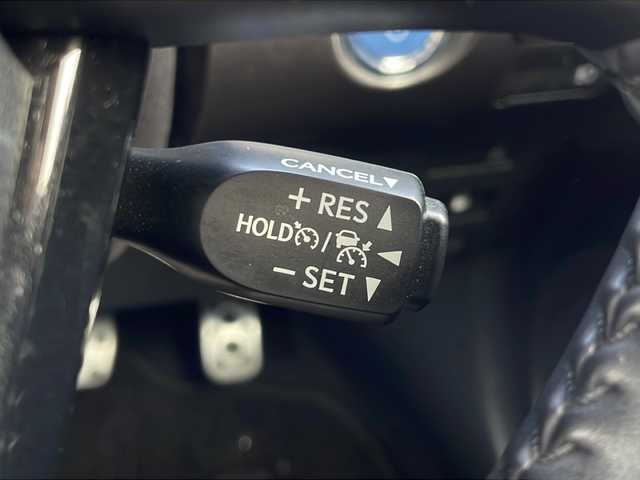 CANCEL▼
+ RES ▲
HOLD / ◀
− SET ▼